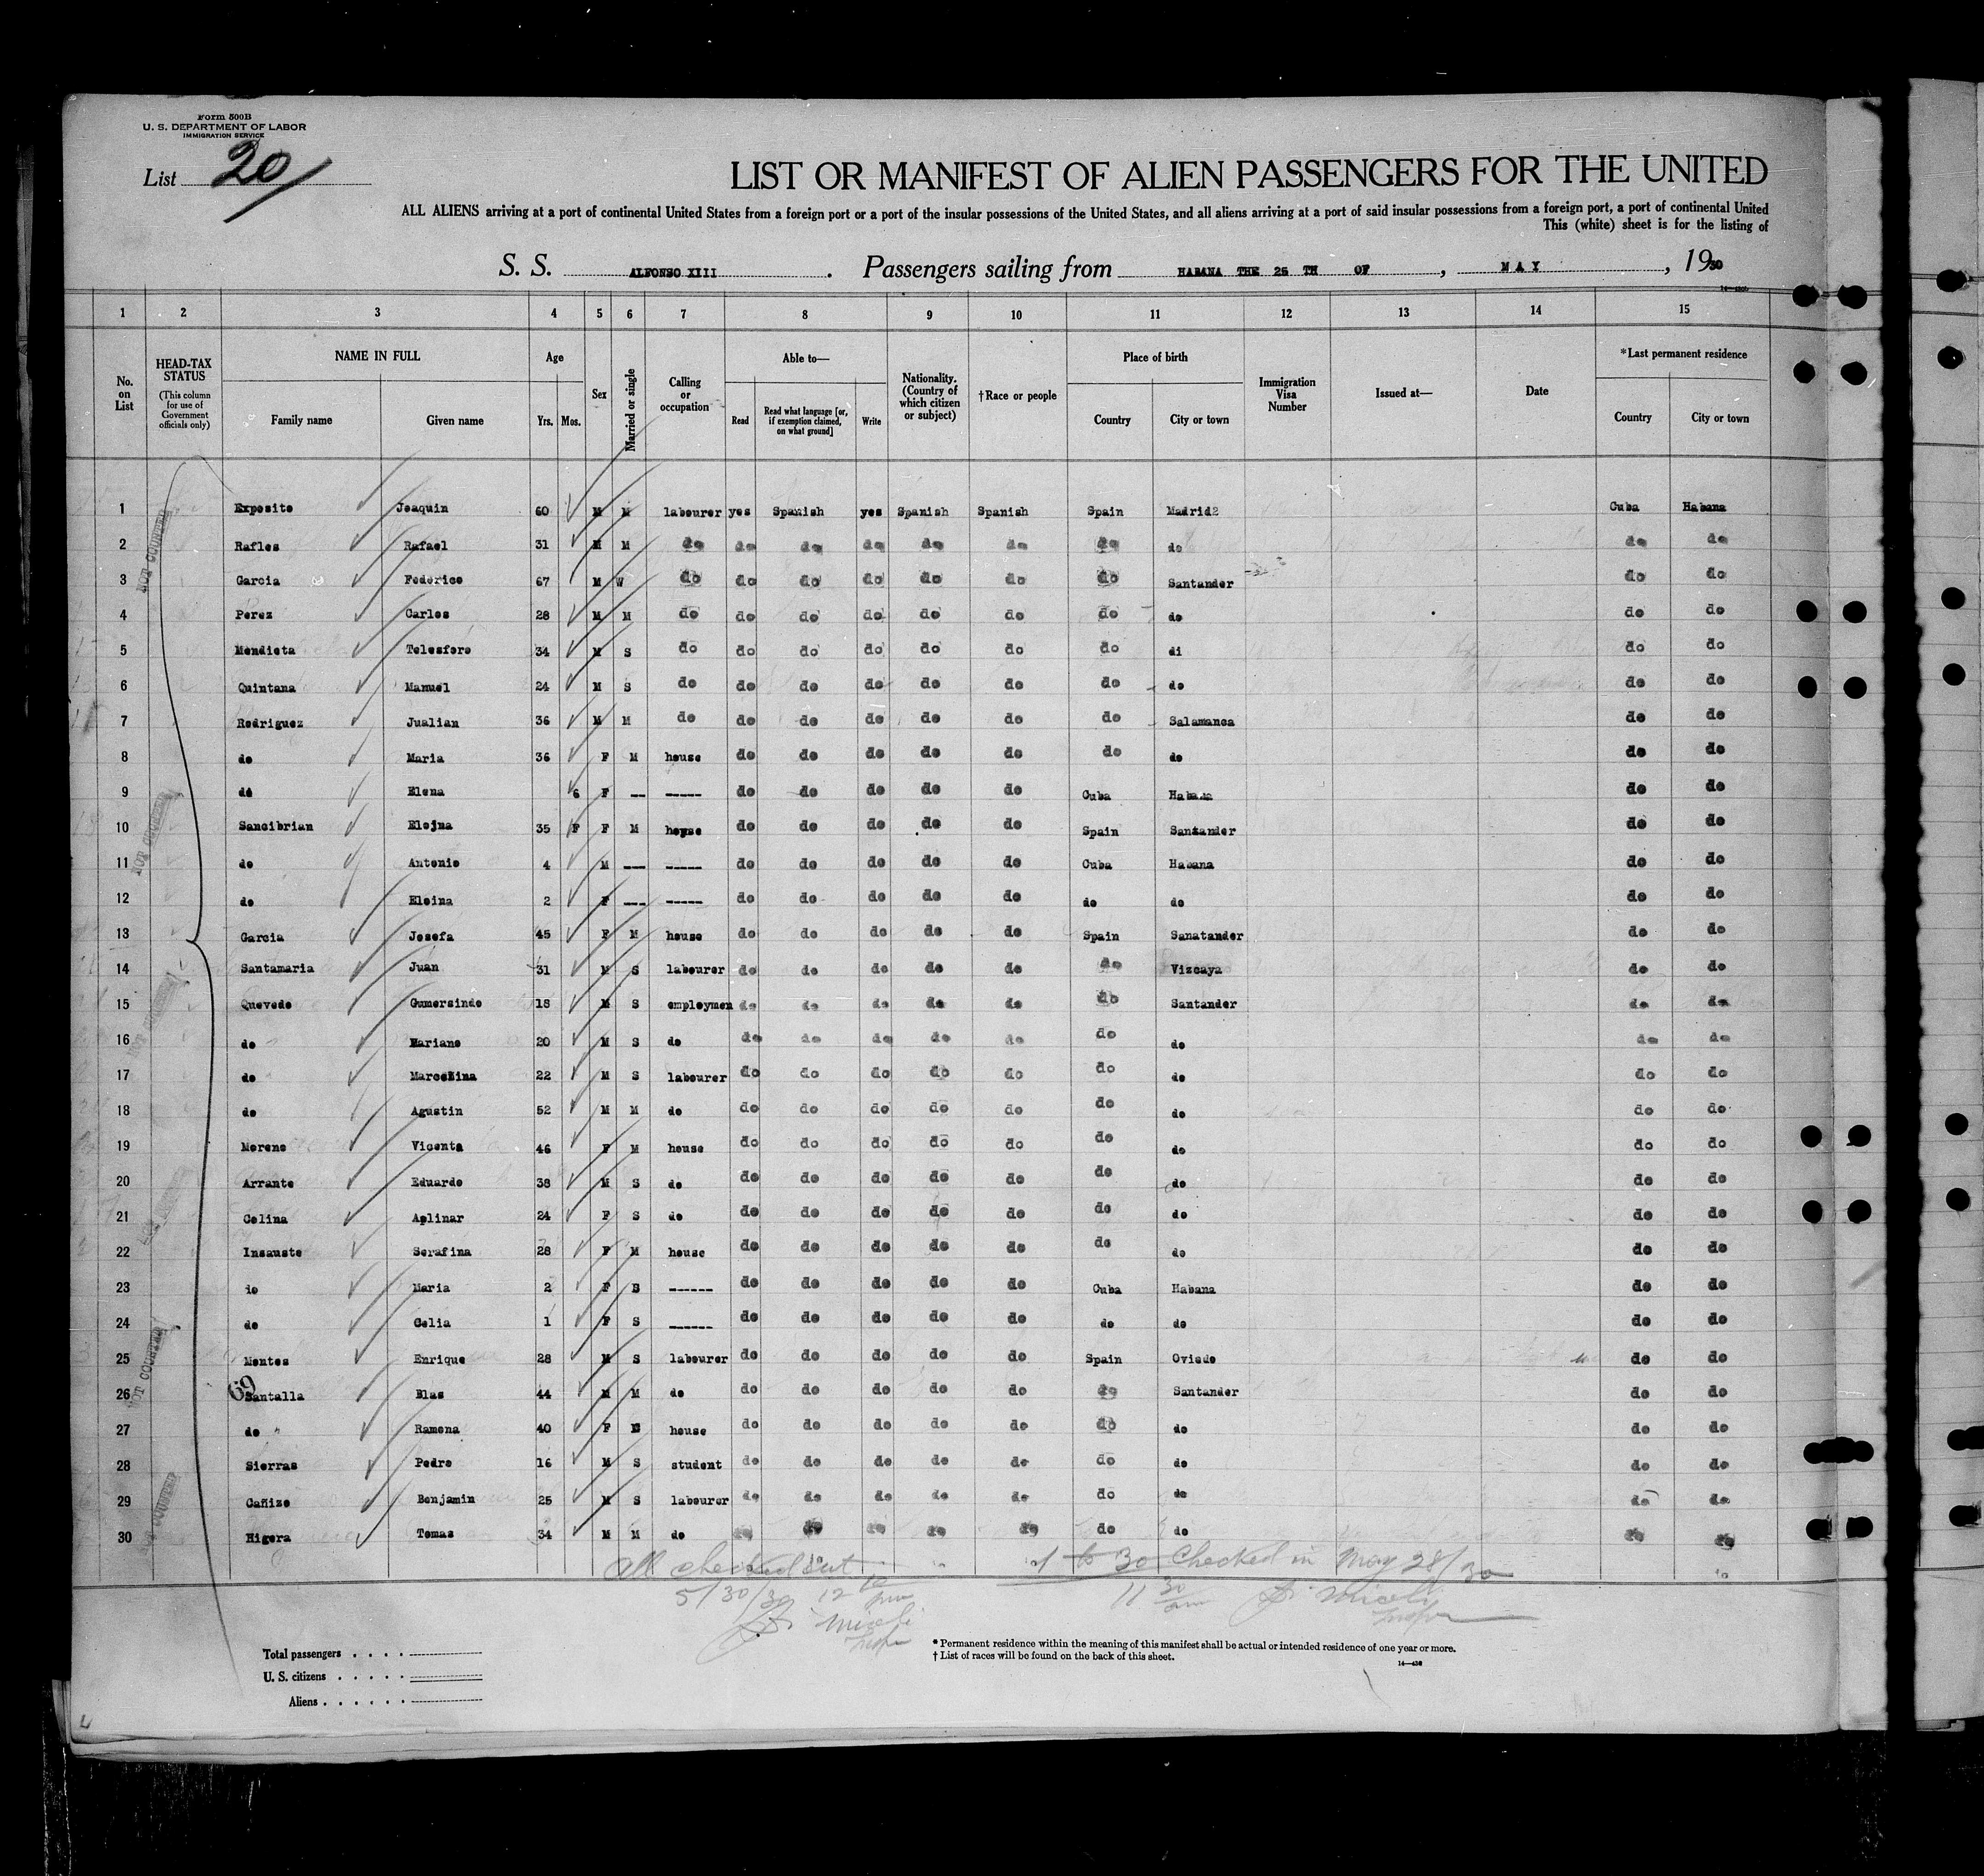 Form 500B
U. S. DEPARTMENT OF LABOR
IMMIGRATION SERVICE
List 20
LIST OR MANIFEST OF ALIEN PASSENGERS FOR THE UNITED
ALL ALIENS arriving at a port of continental United States from a foreign port or a port of the insular possessions of the United States, and all aliens arriving at a port of said insular possessions from a foreign port, a port of continental United
This (white) sheet is for the listing of
S. S. ALFONSO XIII . Passengers sailing from HABANA THE 25 TH OF , MAY , 1930
1 2 3 4 5 6 7 8 9 10 11 12 13 14 15
No. on List
HEAD-TAX STATUS (This column for use of Government officials only)
NAME IN FULL Family name Given name
Age Yrs. Mos.
Sex
Married or single
Calling or occupation
Able to— Read Read what language [or, if exemption claimed, on what ground] Write
Nationality. (Country of which citizen or subject)
†Race or people
Place of birth Country City or town
Immigration Visa Number
Issued at—
Date
*Last permanent residence Country City or town
1 Exposito Joaquin 60 M M labourer yes Spanish yes Spanish Spanish Spain Madrid2 Cuba Habana
2 Rafles Rafael 31 M M do do do do do do do do do do
3 Garcia Federico 67 M W do do do do do do do Santander do do
4 Perez Carlos 28 M M do do do do do do do do do do
5 Mendieta Telesforo 34 M S do do do do do do do di do do
6 Quintana Manuel 24 M S do do do do do do do do do do
7 Rodriguez Jualian 36 M M do do do do do do do Salamanca do do
8 do Maria 36 F M house do do do do do do do do do
9 do Elena 6 F -- ----- do do do do do Cuba Habana do do
10 Sancibrian Elojna 35 F F M house do do do do do Spain Santander do do
11 do Antonio 4 M --- ----- do do do do do Cuba Habana do do
12 do Eloina 2 F --- ----- do do do do do do do do do
13 Garcia Josefa 45 F M house do do do do do Spain Sanatander do do
14 Santamaria Juan 31 M S labourer do do do do do do Vizcaya do do
15 Quevedo Gumersindo 18 M S employmen do do do do do do Santander do do
16 do Mariano 20 M S do do do do do do do do do do
17 do Marcelina 22 M S labourer do do do do do do do do do
18 do Agustin 52 M M do do do do do do do do do do
19 Moreno Vicenta 46 F M house do do do do do do do do do
20 Arrante Eduardo 38 M S do do do do do do do do do do
21 Celina Aplinar 24 F S do do do do do do do do do do
22 Insauste Serafina 28 F M house do do do do do do do do do
23 do Maria 2 F S ------ do do do do do Cuba Habana do do
24 do Celia 1 F S ------ do do do do do do do do do
25 Montes Enrique 28 M S labourer do do do do do Spain Oviedo do do
69
26 Santalla Blas 44 M M do do do do do do do Santander do do
27 do Ramona 40 F house do do do do do do do do do
28 Sierras Pedro 16 M S student do do do do do do do do do
29 Cañizo Benjamin 25 M S labourer do do do do do do do do do
30 Higera Tomas 34 M M do do do do do do do do do do
NOT COUNTED
NOT COUNTED
NOT COUNTED
NOT COUNTED
All checked out 1 to 30 Checked in May 28/30
5/30/30 12 pm
11 30
Total passengers
U. S. citizens
Aliens
* Permanent residence within the meaning of this manifest shall be actual or intended residence of one year or more.
† List of races will be found on the back of this sheet.